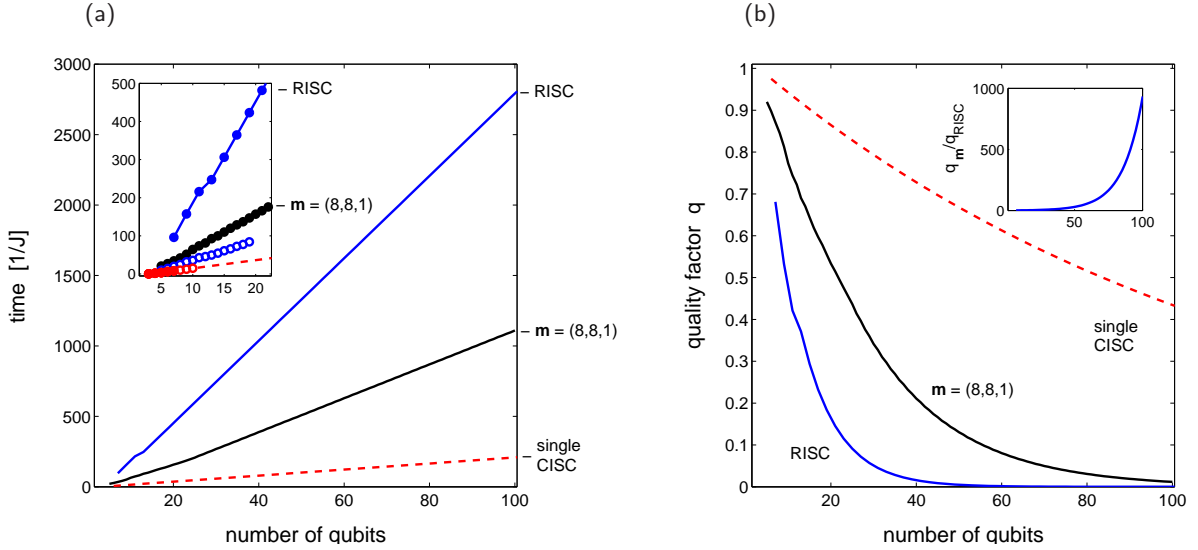 (a)
3000
2500
2000
1500
1000
500
0
20
40
60
80
100
time [1/J]
number of qubits
RISC
m = (8,8,1)
single
CISC
500
400
300
200
100
0
5
10
15
20
RISC
m = (8,8,1)
(b)
1
0.9
0.8
0.7
0.6
0.5
0.4
0.3
0.2
0.1
0
20
40
60
80
100
quality factor q
number of qubits
single
CISC
m = (8,8,1)
RISC
1000
500
0
50
100
q m/qRISC